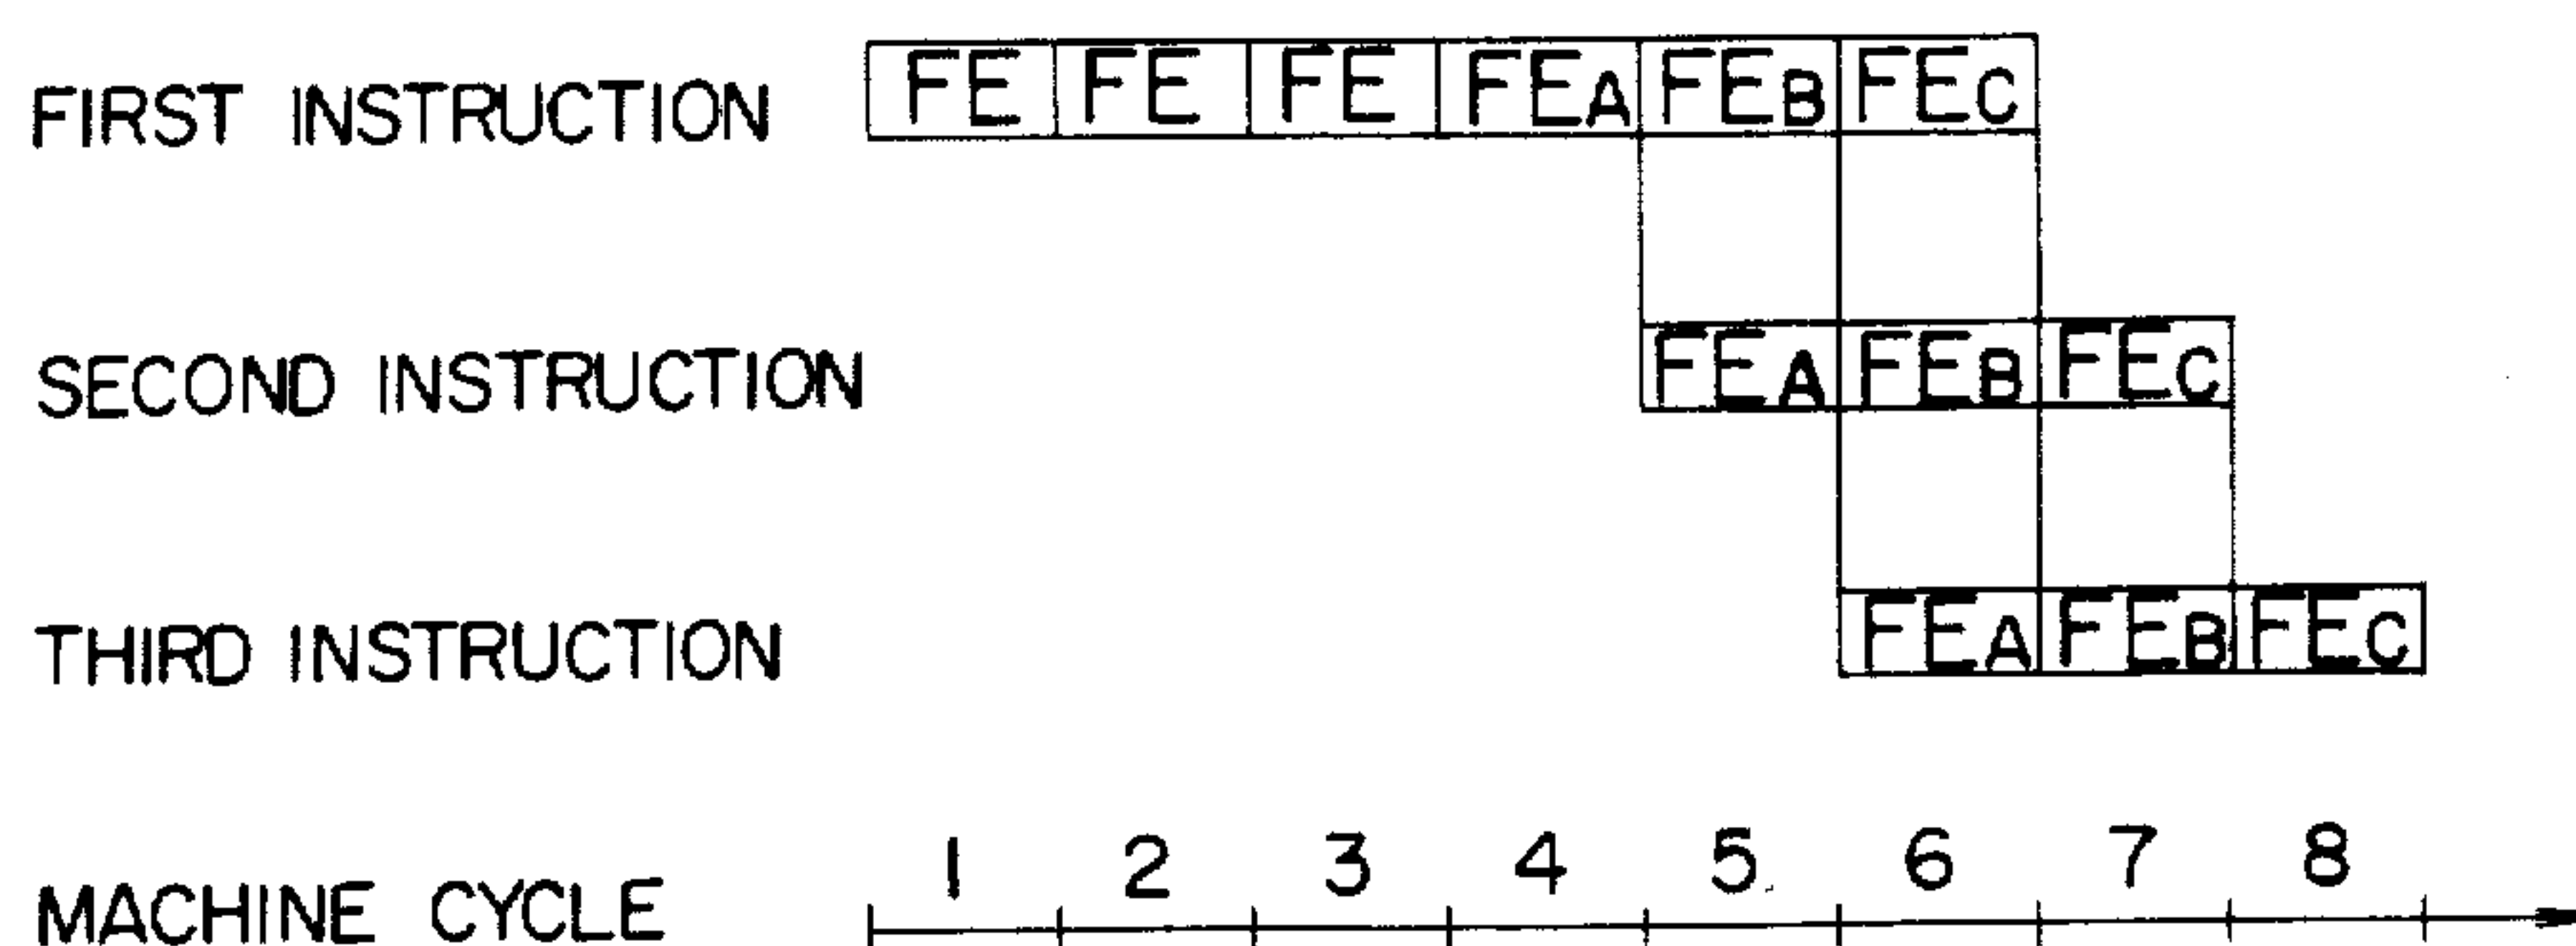 FIRST INSTRUCTION FE FE FE FEA FEB FEC
SECOND INSTRUCTION FEA FEB FEC
THIRD INSTRUCTION FEA FEB FEC
MACHINE CYCLE 1 2 3 4 5 6 7 8